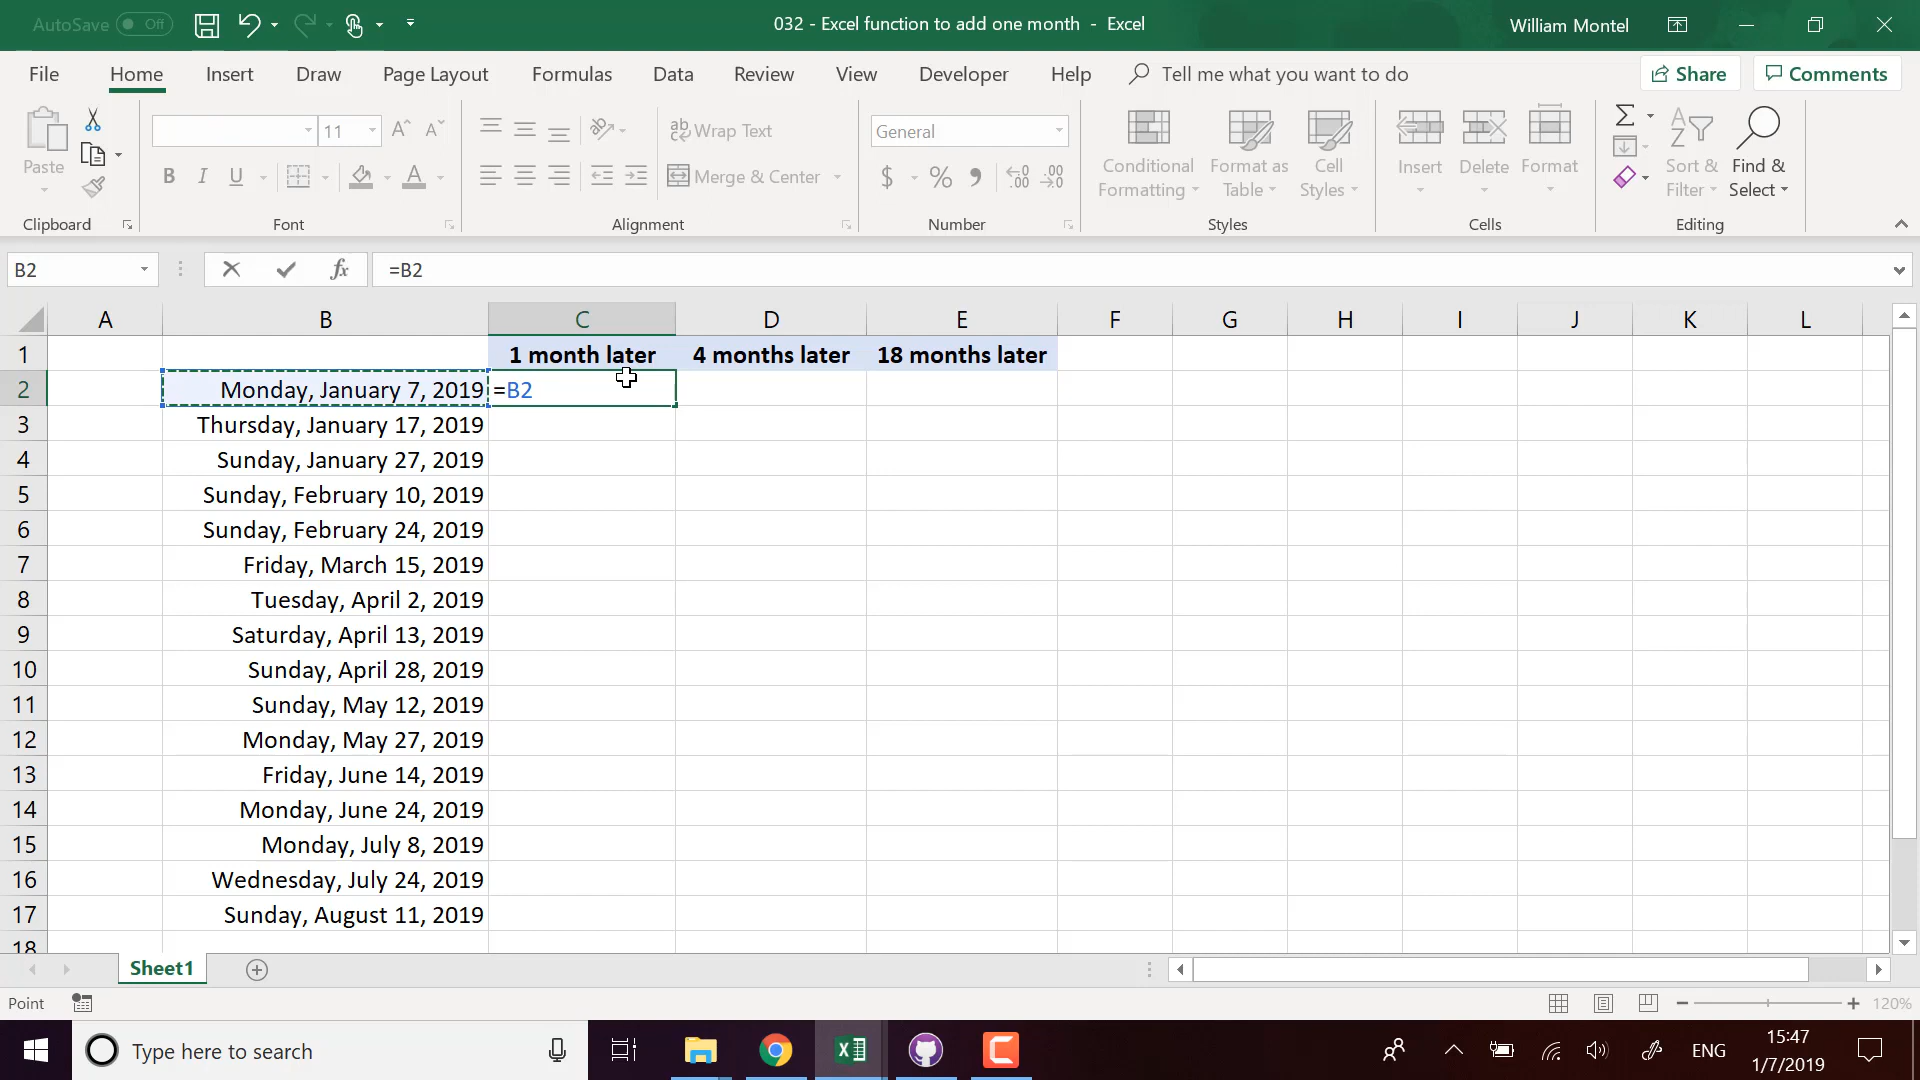 AutoSave Off
032 - Excel function to add one month - Excel
William Montel
File Home Insert Draw Page Layout Formulas Data Review View Developer Help Tell me what you want to do Share Comments
Paste
Clipboard
11
B I U
A
Font
ab Wrap Text
Merge & Center
Alignment
General
$ % ,
Number
Conditional Formatting
Format as Table
Cell Styles
Styles
Insert Delete Format
Cells
Sort & Filter
Find & Select
Editing
B2
fx
=B2
A B C D E F G H I J K L
1 1 month later 4 months later 18 months later
2 Monday, January 7, 2019 =B2
3 Thursday, January 17, 2019
4 Sunday, January 27, 2019
5 Sunday, February 10, 2019
6 Sunday, February 24, 2019
7 Friday, March 15, 2019
8 Tuesday, April 2, 2019
9 Saturday, April 13, 2019
10 Sunday, April 28, 2019
11 Sunday, May 12, 2019
12 Monday, May 27, 2019
13 Friday, June 14, 2019
14 Monday, June 24, 2019
15 Monday, July 8, 2019
16 Wednesday, July 24, 2019
17 Sunday, August 11, 2019
18
Sheet1
Point
120%
Type here to search
ENG
15:47
1/7/2019